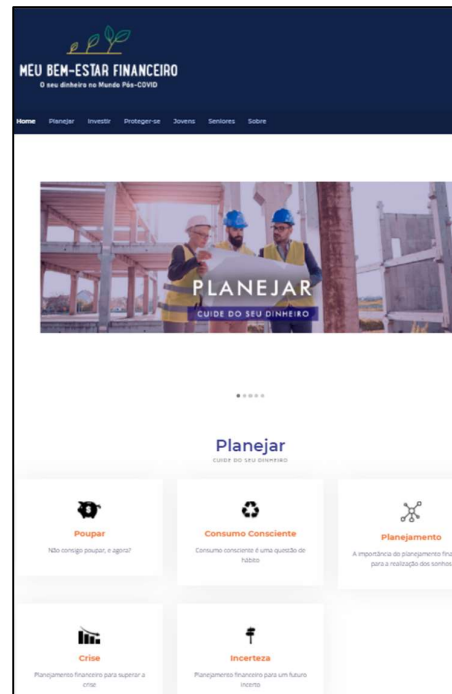 MEU BEM-ESTAR FINANCEIRO
O seu dinheiro no Mundo Pós-COVID
Home Planejar Investir Proteger-se Jovens Seniores Sobre
PLANEJAR
CUIDE DO SEU DINHEIRO
Planejar
CUIDE DO SEU DINHEIRO
Poupar
Não consigo poupar, e agora?
Consumo Consciente
Consumo consciente é uma questão de
hábito
Planejamento
A importância do planejamento fina
para a realização dos sonhos
Crise
Planejamento financeiro para superar a
crise
Incerteza
Planejamento financeiro para um futuro
incerto